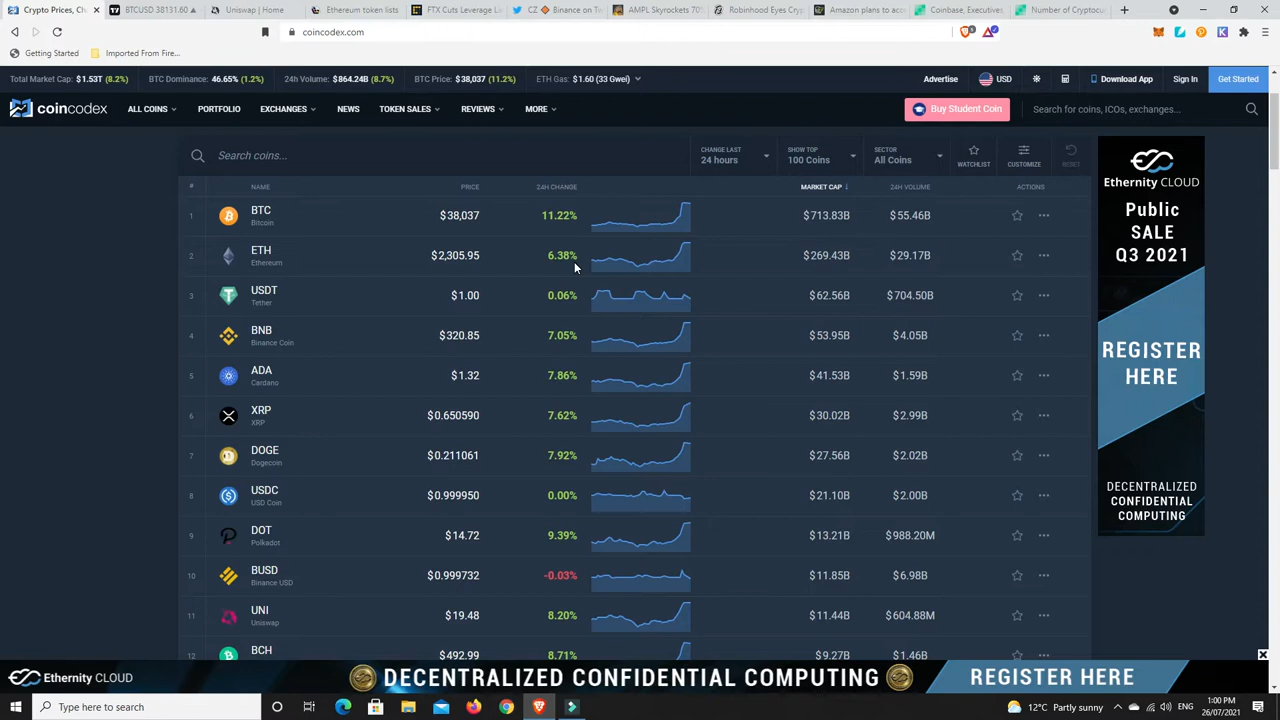 Crypto Prices, Ch
BTCUSD 38131.60
Uniswap | Home
Ethereum token lists
FTX Cuts Leverage Li
CZ Binance on Tw
AMPL Skyrockets 70%
Robinhood Eyes Cryp
Amazon plans to acce
Coinbase, Executives,
Number of Cryptocu
coincodex.com
Getting Started
Imported From Fire...
Total Market Cap: $1.53T (8.2%)
BTC Dominance: 46.65% (1.2%)
24h Volume: $864.24B (8.7%)
BTC Price: $38,037 (11.2%)
ETH Gas: $1.60 (33 Gwei)
Advertise
USD
Download App
Sign In
Get Started
coincodex
ALL COINS
PORTFOLIO
EXCHANGES
NEWS
TOKEN SALES
REVIEWS
MORE
Buy Student Coin
Search for coins, ICOs, exchanges...
Search coins...
CHANGE LAST
24 hours
SHOW TOP
100 Coins
SECTOR
All Coins
WATCHLIST
CUSTOMIZE
RESET
# NAME PRICE 24H CHANGE MARKET CAP 24H VOLUME ACTIONS
1 BTC $38,037 11.22% $713.83B $55.46B
Bitcoin
2 ETH $2,305.95 6.38% $269.43B $29.17B
Ethereum
3 USDT $1.00 0.06% $62.56B $704.50B
Tether
4 BNB $320.85 7.05% $53.95B $4.05B
Binance Coin
5 ADA $1.32 7.86% $41.53B $1.59B
Cardano
6 XRP $0.650590 7.62% $30.02B $2.99B
XRP
7 DOGE $0.211061 7.92% $27.56B $2.02B
Dogecoin
8 USDC $0.999950 0.00% $21.10B $2.00B
USD Coin
9 DOT $14.72 9.39% $13.21B $988.20M
Polkadot
10 BUSD $0.999732 -0.03% $11.85B $6.98B
Binance USD
11 UNI $19.48 8.20% $11.44B $604.88M
Uniswap
12 BCH $492.99 8.71% $9.27B $1.46B
Ethernity CLOUD
Public
SALE
Q3 2021
REGISTER
HERE
DECENTRALIZED
CONFIDENTIAL
COMPUTING
Ethernity CLOUD
DECENTRALIZED CONFIDENTIAL COMPUTING
REGISTER HERE
Type here to search
12°C Partly sunny
ENG
1:00 PM
26/07/2021